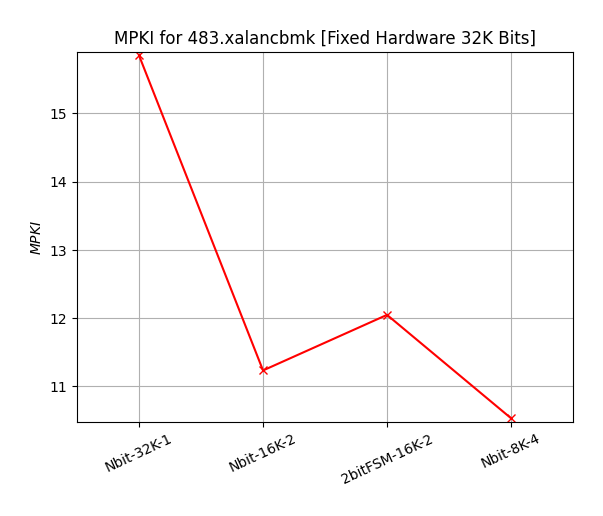 MPKI for 483.xalancbmk [Fixed Hardware 32K Bits]
MPKI
15
14
13
12
11
Nbit-32K-1
Nbit-16K-2
2bitFSM-16K-2
Nbit-8K-4